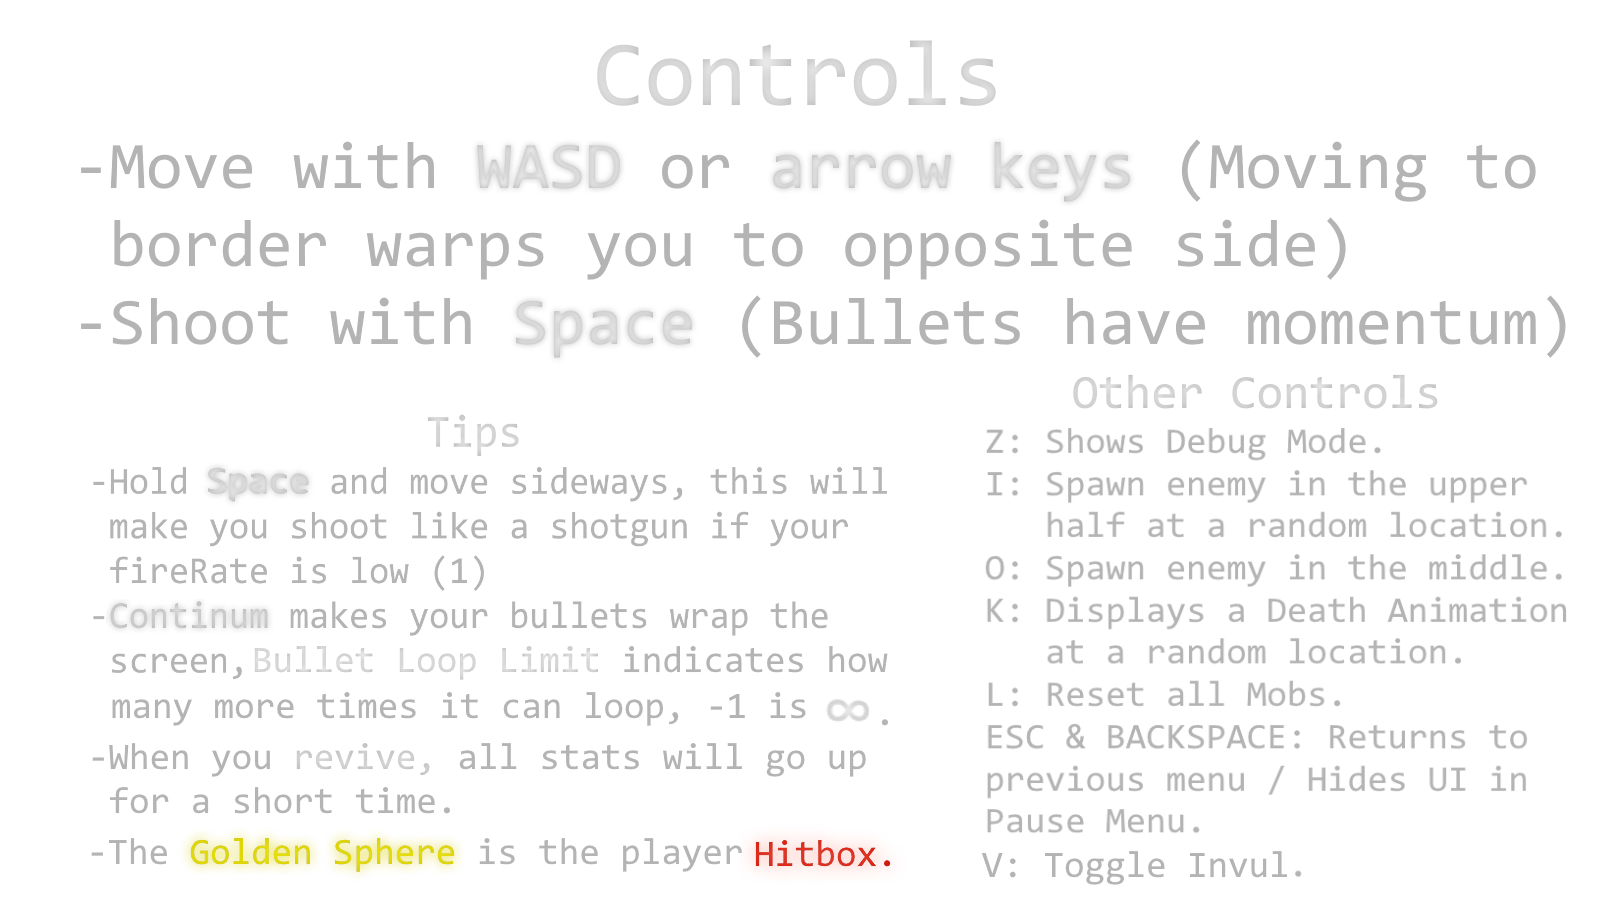 Controls
-Move with WASD or arrow keys (Moving to
border warps you to opposite side)
-Shoot with Space (Bullets have momentum)
Tips
-Hold Space and move sideways, this will
make you shoot like a shotgun if your
fireRate is low (1)
-Continum makes your bullets wrap the
screen,Bullet Loop Limit indicates how
many more times it can loop, -1 is ∞.
-When you revive, all stats will go up
for a short time.
-The Golden Sphere is the player Hitbox.
Other Controls
Z: Shows Debug Mode.
I: Spawn enemy in the upper
half at a random location.
O: Spawn enemy in the middle.
K: Displays a Death Animation
at a random location.
L: Reset all Mobs.
ESC & BACKSPACE: Returns to
previous menu / Hides UI in
Pause Menu.
V: Toggle Invul.